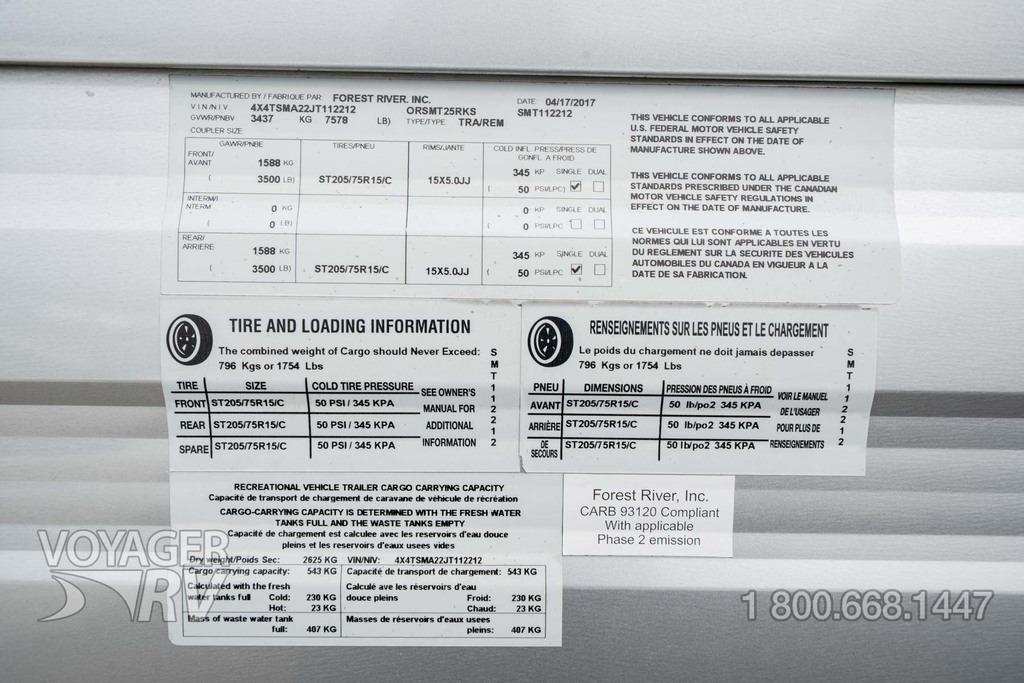 MANUFACTURED BY / FABRIQUE PAR FOREST RIVER, INC. DATE 04/17/2017
V.I.N/N.I.V 4X4TSMA22JT112212 ORSMT25RKS SMT112212
GVWR/PNBV 3437 KG 7578 LB) TYPE/TYPE TRA/REM
COUPLER SIZE
GAWR/PNBE TIRES/PNEU RIMS/JANTE COLD INFL. PRESS/PRESS DE GONFL. A FROID
FRONT/ AVANT 1588 KG 345 KP SINGLE DUAL
( 3500 LB) ST205/75R15/C 15X5.0JJ ( 50 PSI/LPC)
INTERM/ NTERM 0 KG 0 KP SINGLE DUAL
( 0 LB) ( 0 PSI/LPC
REAR/ ARRIERE 1588 KG 345 KP SINGLE DUAL
( 3500 LB) ST205/75R15/C 15X5.0JJ ( 50 PSI/LPC
THIS VEHICLE CONFORMS TO ALL APPLICABLE
U.S. FEDERAL MOTOR VEHICLE SAFETY
STANDARDS IN EFFECT ON THE DATE OF
MANUFACTURE SHOWN ABOVE.
THIS VEHICLE CONFORMS TO ALL APPLICABLE
STANDARDS PRESCRIBED UNDER THE CANADIAN
MOTOR VEHICLE SAFETY REGULATIONS IN
EFFECT ON THE DATE OF MANUFACTURE.
CE VEHICULE EST CONFORME A TOUTES LES
NORMES QUI LUI SONT APPLICABLES EN VERTU
DU REGLEMENT SUR LA SECURITE DES VEHICULES
AUTOMOBILES DU CANADA EN VIGUEUR A LA
DATE DE SA FABRICATION.
TIRE AND LOADING INFORMATION
The combined weight of Cargo should Never Exceed:
796 Kgs or 1754 Lbs
TIRE SIZE COLD TIRE PRESSURE
FRONT ST205/75R15/C 50 PSI / 345 KPA
REAR ST205/75R15/C 50 PSI / 345 KPA
SPARE ST205/75R15/C 50 PSI / 345 KPA
SEE OWNER'S
MANUAL FOR
ADDITIONAL
INFORMATION
SMT112212
RENSEIGNEMENTS SUR LES PNEUS ET LE CHARGEMENT
Le poids du chargement ne doit jamais depasser
796 Kgs or 1754 Lbs
PNEU DIMENSIONS PRESSION DES PNEUS À FROID
AVANT ST205/75R15/C 50 lb/po2 345 KPA
ARRIÈRE ST205/75R15/C 50 lb/po2 345 KPA
DE SECOURS ST205/75R15/C 50 lb/po2 345 KPA
VOIR LE MANUEL
DE L'USAGER
POUR PLUS DE
RENSEIGNEMENTS
SMT112212
RECREATIONAL VEHICLE TRAILER CARGO CARRYING CAPACITY
Capacité de transport de chargement de caravane de véhicule de récréation
CARGO-CARRYING CAPACITY IS DETERMINED WITH THE FRESH WATER
TANKS FULL AND THE WASTE TANKS EMPTY
Capacité de chargement est calculee avec les reservoirs d'eau douce
pleins et les reservoirs d'eaux usees vides
Dry weight/Poids Sec: 2625 KG VIN/NIV: 4X4TSMA22JT112212
Cargo carrying capacity: 543 KG Capacité de transport de chargement: 543 KG
Calculated with the fresh Calculé ave les réservoirs d'eau
water tanks full Cold: 230 KG douce pleins Froid: 230 KG
Hot: 23 KG Chaud: 23 KG
Mass of waste water tank Masses de réservoirs d'eaux usees
full: 407 KG pleins: 407 KG
Forest River, Inc.
CARB 93120 Compliant
With applicable
Phase 2 emission
VOYAGER
RV
1 800.668.1447